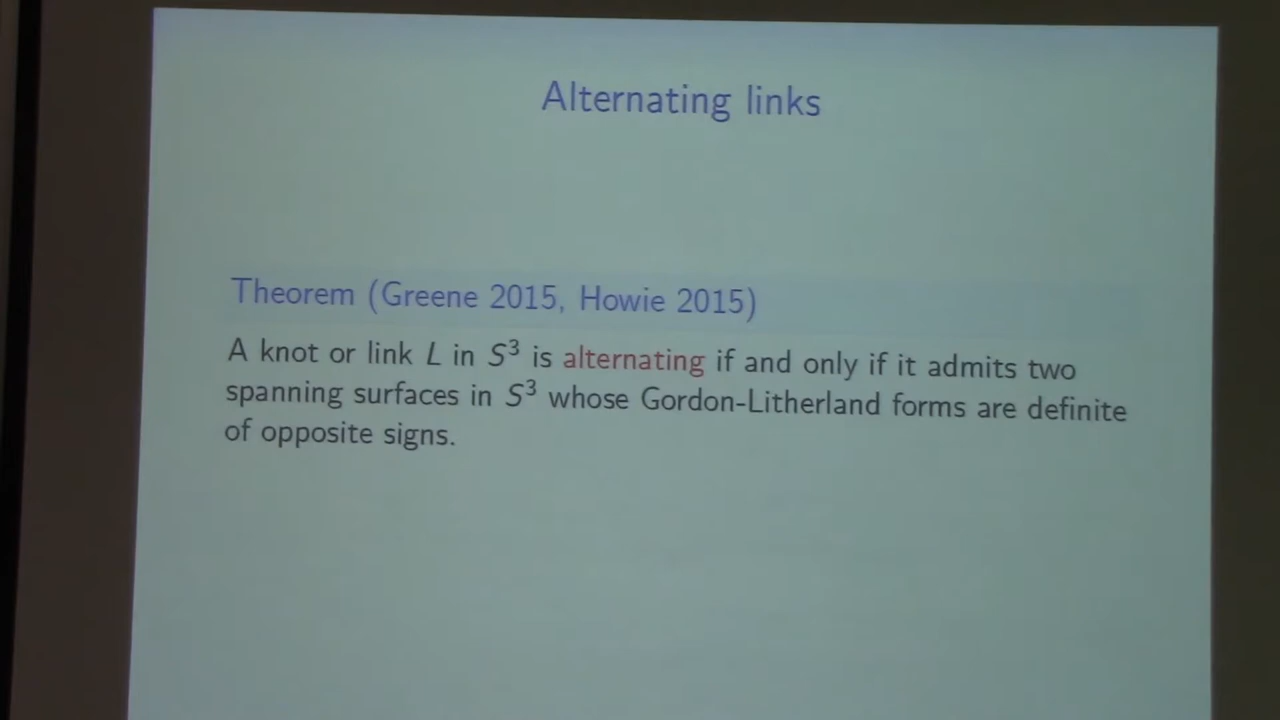 Alternating links
Theorem (Greene 2015, Howie 2015)
A knot or link L in S³ is alternating if and only if it admits two
spanning surfaces in S³ whose Gordon-Litherland forms are definite
of opposite signs.